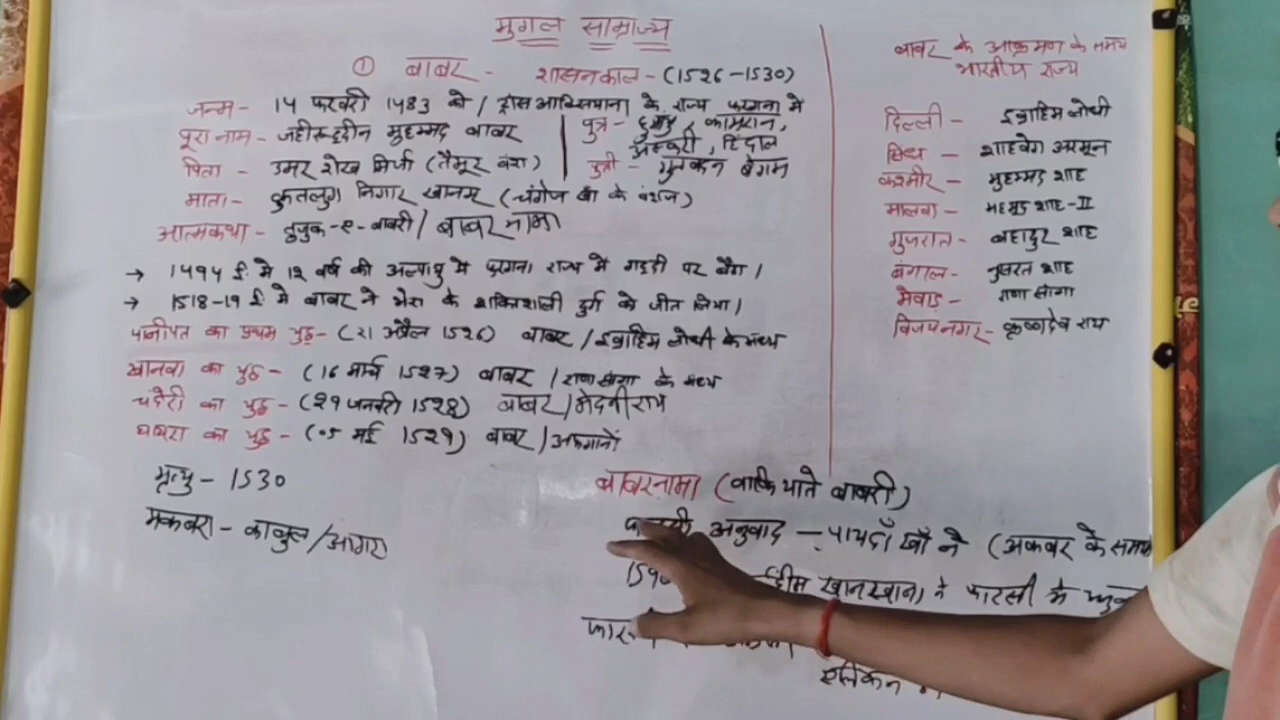 मुगल साम्राज्य
① बाबर - शासनकाल - (1526-1530)
जन्म - 14 फरवरी 1483 को / के राज्य फरगना मे
पूरा नाम - जहीरुद्दीन मुहम्मद बाबर
पुत्र - हुमायु, कामरान,
अस्करी, हिंदाल
पिता - उमर शेख मिर्जा (तैमूर वंश)
पुत्री - गुलबदन बेगम
माता - कुतलुग निगार खानम (चंगेज खाँ के वंशज)
आत्मकथा - तुजुक-ए-बाबरी / बाबर नामा
→ 1494 ई. मे 12 वर्ष की अल्पायु मे फरगना राज्य मे गद्दी पर बैठा।
→ 1518-19 ई. मे बाबर ने भेरा के शक्तिशाली दुर्ग को जीत लिया।
पानीपत का प्रथम युद्ध - (21 अप्रैल 1526) बाबर / इब्राहिम लोधी के मध्य
खानवा का युद्ध - (16 मार्च 1527) बाबर / राणा सांगा के मध्य
चंदेरी का युद्ध - (29 जनवरी 1528) बाबर / मेदनीराय
घाघरा का युद्ध - (05 मई 1529) बाबर / अफगानों
मृत्यु - 1530
मकबरा - काबुल / आगरा
बाबर के आक्रमण के समय
भारतीय राज्य
दिल्ली - इब्राहिम लोधी
सिंध - शाहबेग अरगून
कश्मीर - मुहम्मद शाह
मालवा - महमुद शाह-II
गुजरात - बहादुर शाह
बंगाल - नुसरत शाह
मेवाड़ - राणा सांगा
विजयनगर - कृष्णदेव राय
बाबरनामा (वाकियाते बाबरी)
अनुवाद - पायदाँ खाँ ने (अकबर के समय
खानखाना ने फारसी मे